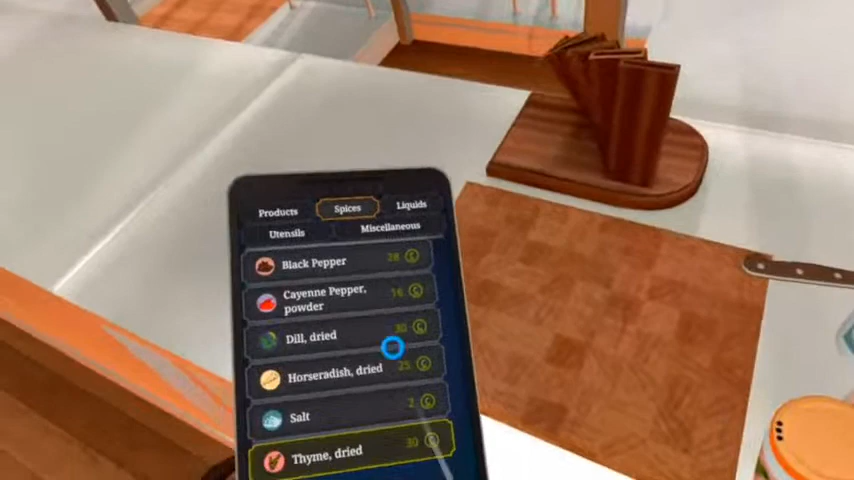 Products Spices Liquids
Utensils Miscellaneous
Black Pepper 28
Cayenne Pepper, 16
powder
Dill, dried 30
Horseradish, dried 25
Salt 2
Thyme, dried 30